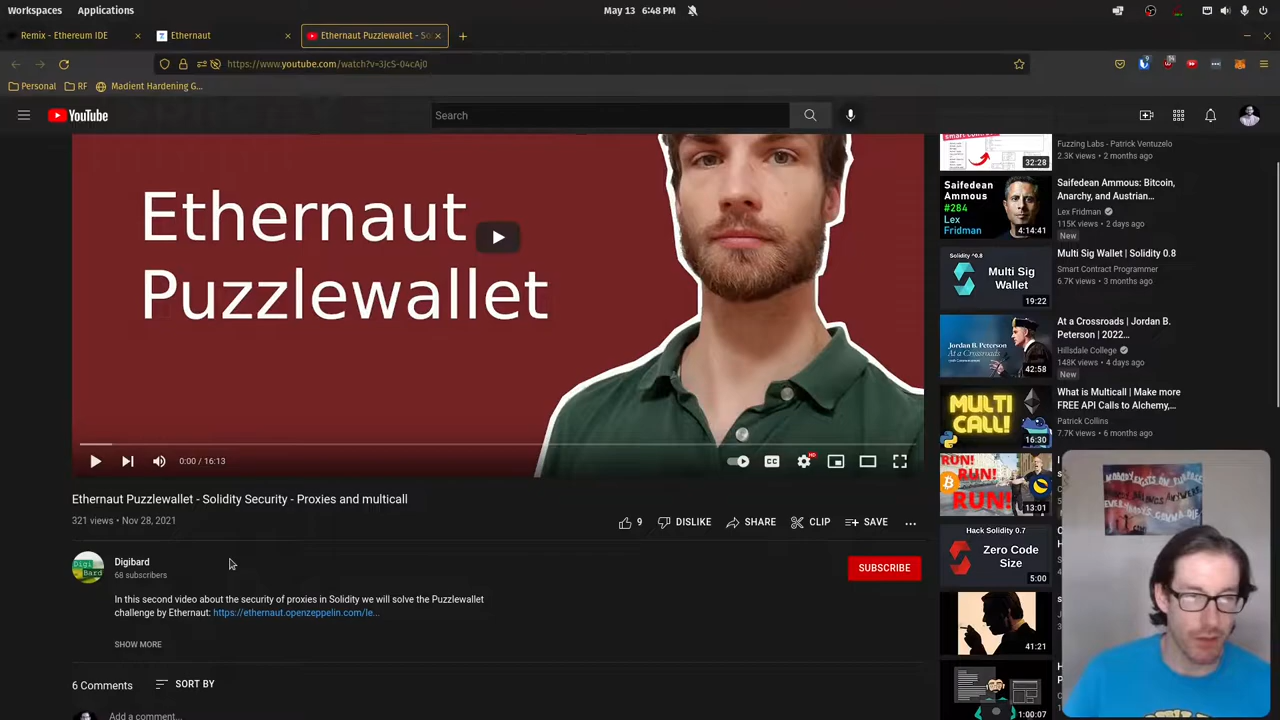 Workspaces Applications May 13 6:48 PM
Remix - Ethereum IDE Ethernaut Ethernaut Puzzlewallet - So
https://www.youtube.com/watch?v=3JcS-04cAj0
Personal RF Madient Hardening G...
YouTube Search
Ethernaut
Puzzlewallet
0:00 / 16:13 CC HD
Ethernaut Puzzlewallet - Solidity Security - Proxies and multicall
321 views • Nov 28, 2021
9 DISLIKE SHARE CLIP SAVE
Digi
Bard
Digibard
68 subscribers
SUBSCRIBE
In this second video about the security of proxies in Solidity we will solve the Puzzlewallet
challenge by Ethernaut: https://ethernaut.openzeppelin.com/le...
SHOW MORE
6 Comments SORT BY
Add a comment...
32:28
Fuzzing Labs - Patrick Ventuzelo
2.3K views • 2 months ago
Saifedean
Ammous
#284
Lex
Fridman
4:14:41
Saifedean Ammous: Bitcoin,
Anarchy, and Austrian...
Lex Fridman
115K views • 2 days ago
New
Solidity ^0.8
Multi Sig
Wallet
19:22
Multi Sig Wallet | Solidity 0.8
Smart Contract Programmer
6.7K views • 3 months ago
At a Crossroads
Jordan B.
Peterson
42:58
At a Crossroads | Jordan B.
Peterson | 2022...
Hillsdale College
148K views • 4 days ago
New
MULTI
CALL!
16:30
What is Multicall | Make more
FREE API Calls to Alchemy,...
Patrick Collins
7.7K views • 6 months ago
RUN!
RUN!
RUN!
13:01
Hack Solidity 0.7
Zero Code
Size
5:00
41:21
1:00:07
NOBODY EXISTS ON PURPOSE